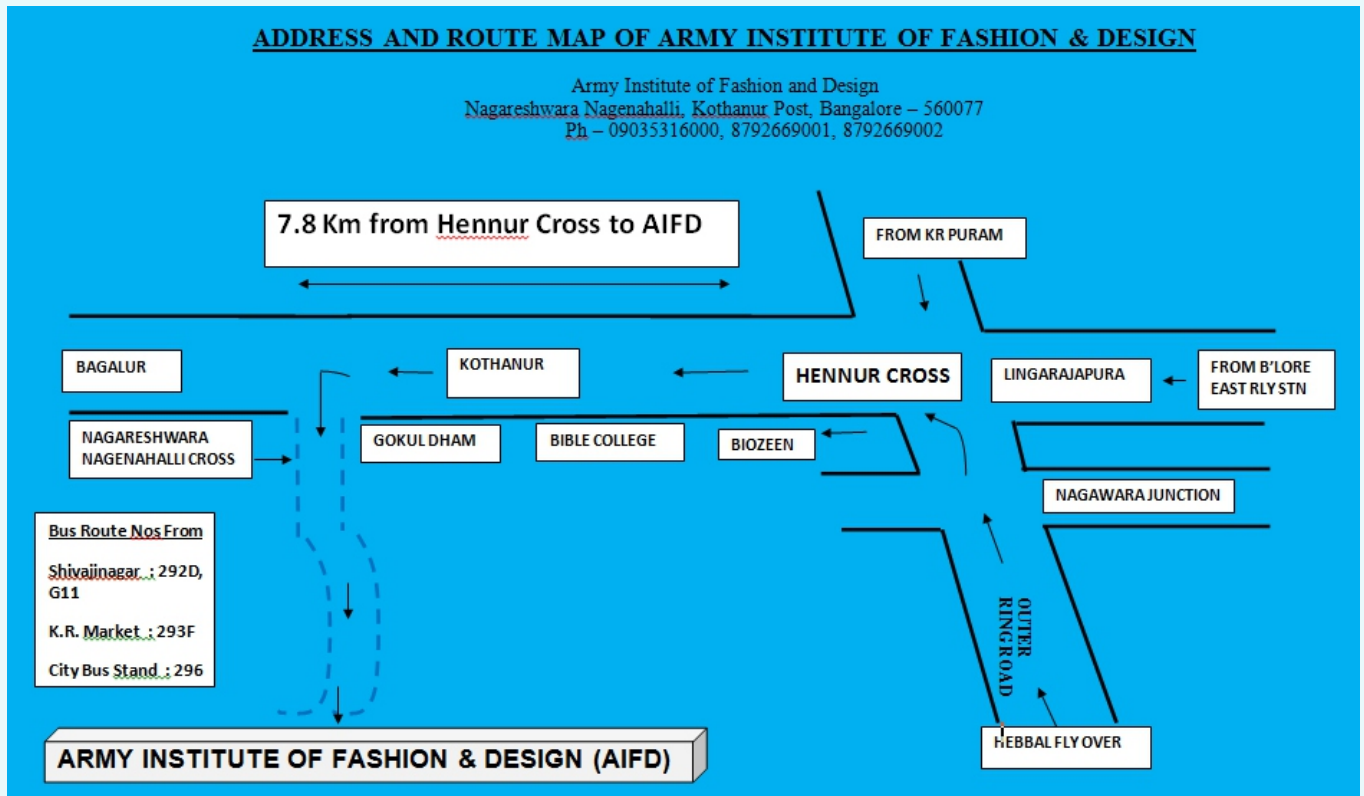 ADDRESS AND ROUTE MAP OF ARMY INSTITUTE OF FASHION & DESIGN
Army Institute of Fashion and Design
Nagareshwara Nagenahalli, Kothanur Post, Bangalore – 560077
Ph – 09035316000, 8792669001, 8792669002
7.8 Km from Hennur Cross to AIFD
FROM KR PURAM
BAGALUR
KOTHANUR
HENNUR CROSS
LINGARAJAPURA
FROM B'LORE
EAST RLY STN
NAGARESHWARA
NAGENAHALLI CROSS
GOKUL DHAM
BIBLE COLLEGE
BIOZEEN
NAGAWARA JUNCTION
Bus Route Nos From
Shivajinagar : 292D,
G11
K.R. Market : 293F
City Bus Stand : 296
OUTER
RINGROAD
HEBBAL FLY OVER
ARMY INSTITUTE OF FASHION & DESIGN (AIFD)